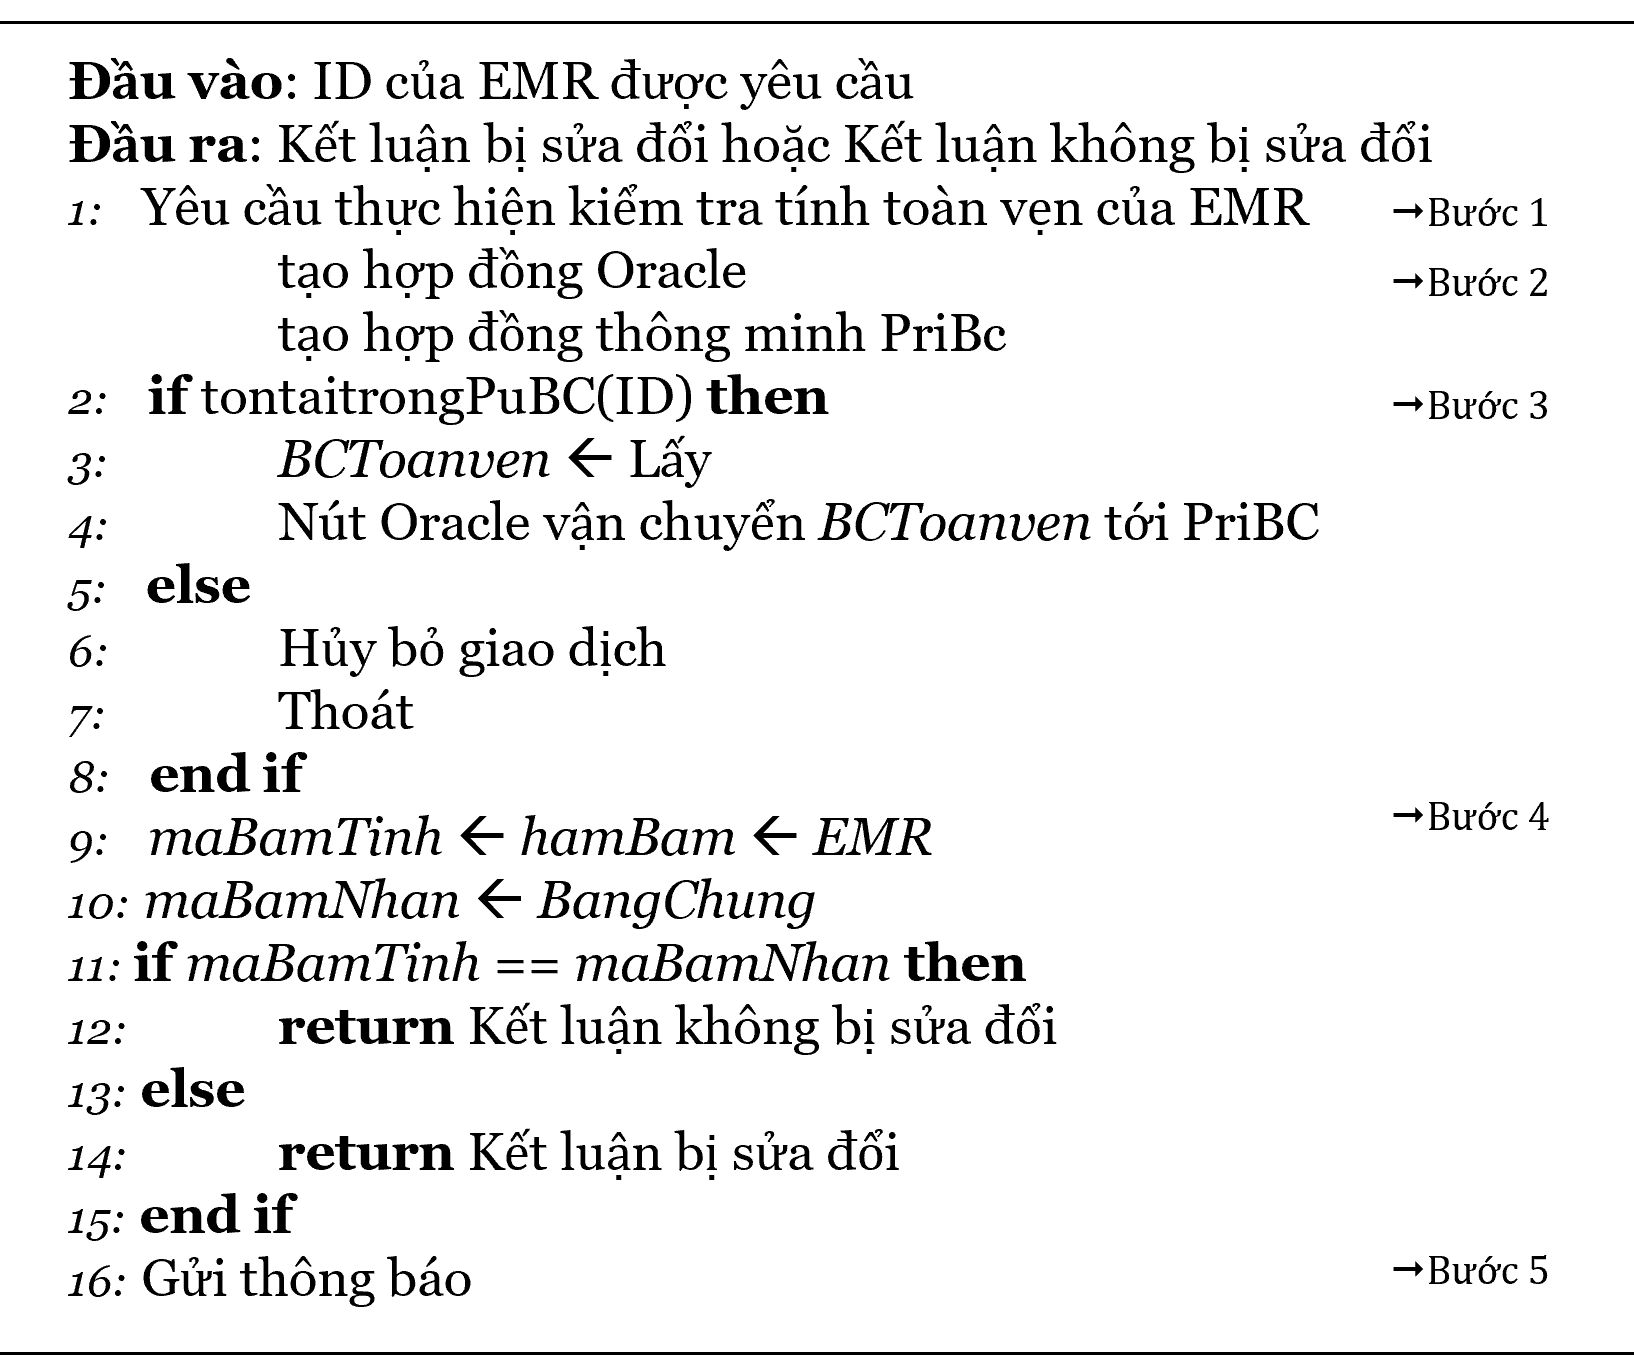 Đầu vào: ID của EMR được yêu cầu
Đầu ra: Kết luận bị sửa đổi hoặc Kết luận không bị sửa đổi
1: Yêu cầu thực hiện kiểm tra tính toàn vẹn của EMR →Bước 1
tạo hợp đồng Oracle →Bước 2
tạo hợp đồng thông minh PriBc
2: if tontaitrongPuBC(ID) then →Bước 3
3: BCToanven ← Lấy
4: Nút Oracle vận chuyển BCToanven tới PriBC
5: else
6: Hủy bỏ giao dịch
7: Thoát
8: end if
9: maBamTinh ← hamBam ← EMR →Bước 4
10: maBamNhan ← BangChung
11: if maBamTinh == maBamNhan then
12: return Kết luận không bị sửa đổi
13: else
14: return Kết luận bị sửa đổi
15: end if
16: Gửi thông báo →Bước 5